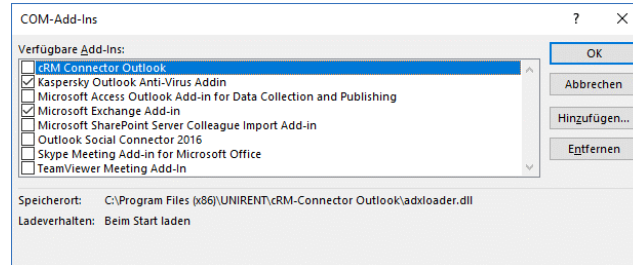 COM-Add-Ins
? ×
Verfügbare Add-Ins:
cRM Connector Outlook
Kaspersky Outlook Anti-Virus Addin
Microsoft Access Outlook Add-in for Data Collection and Publishing
Microsoft Exchange Add-in
Microsoft SharePoint Server Colleague Import Add-in
Outlook Social Connector 2016
Skype Meeting Add-in for Microsoft Office
TeamViewer Meeting Add-In
OK
Abbrechen
Hinzufügen...
Entfernen
Speicherort: C:\Program Files (x86)\UNIRENT\cRM-Connector Outlook\adxloader.dll
Ladeverhalten: Beim Start laden